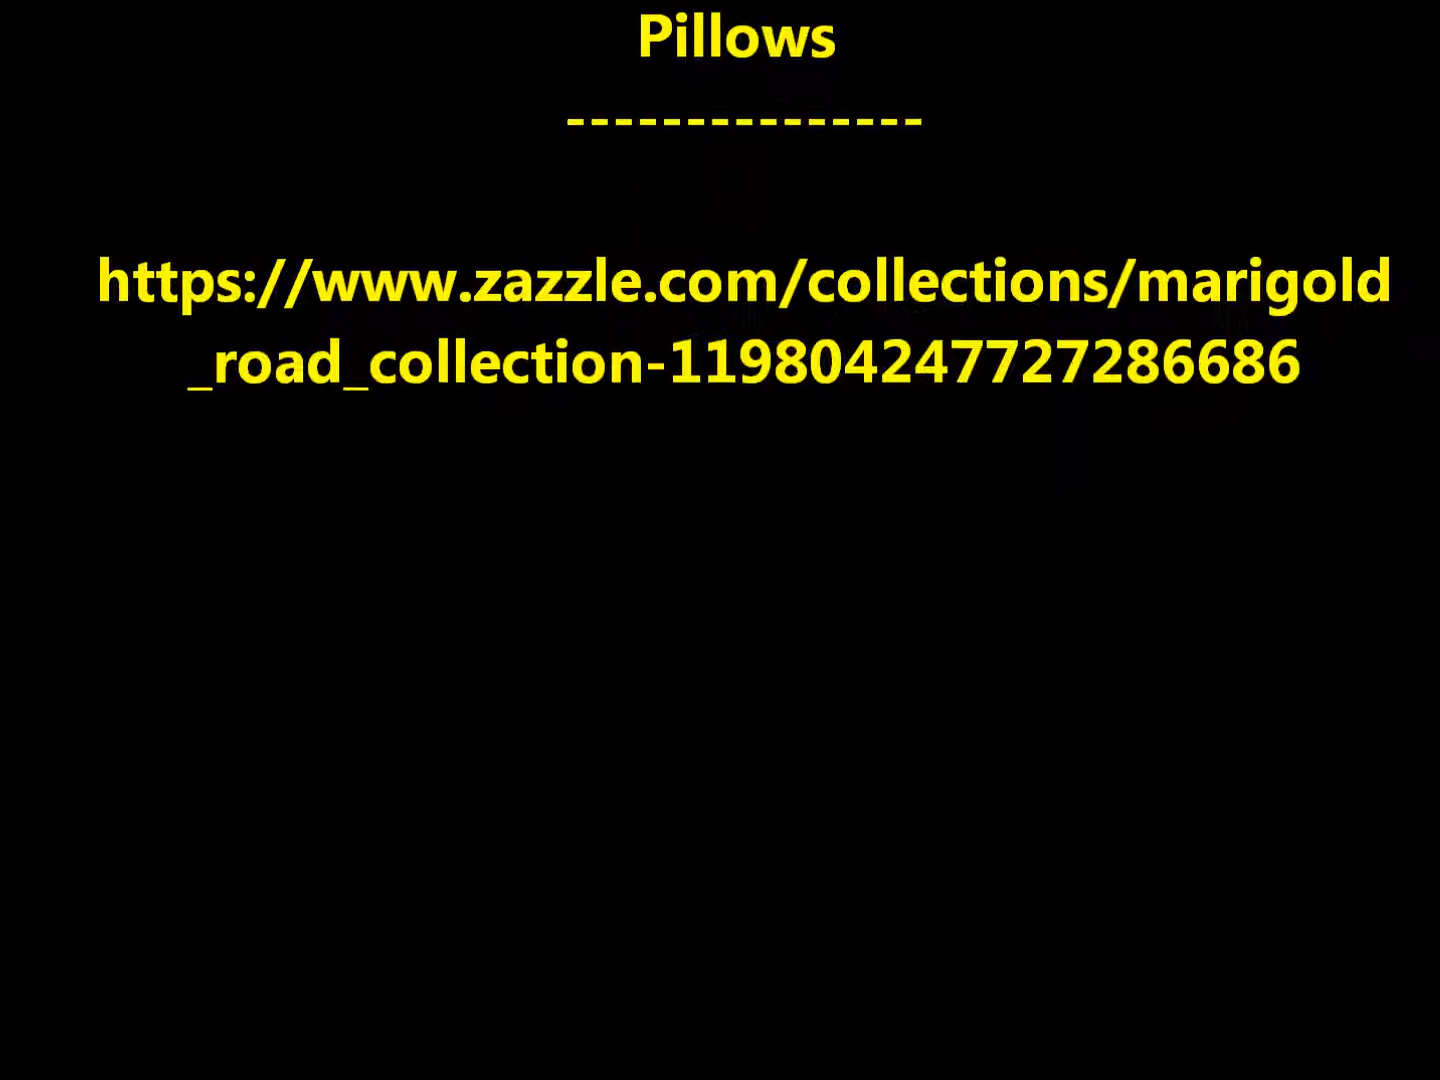 Pillows
---------------
https://www.zazzle.com/collections/marigold
_road_collection-119804247727286686